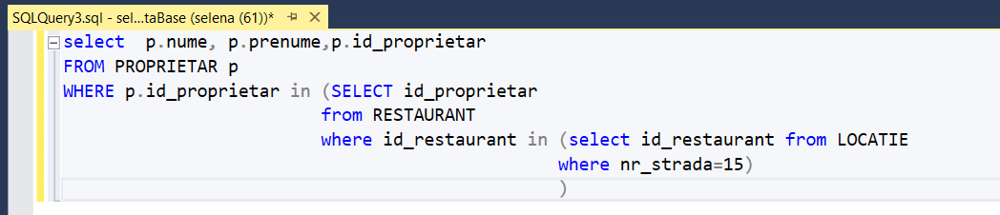 SQLQuery3.sql - sel...taBase (selena (61))*
select  p.nume, p.prenume,p.id_proprietar
FROM PROPRIETAR p
WHERE p.id_proprietar in (SELECT id_proprietar
from RESTAURANT
where id_restaurant in (select id_restaurant from LOCATIE
where nr_strada=15)
)